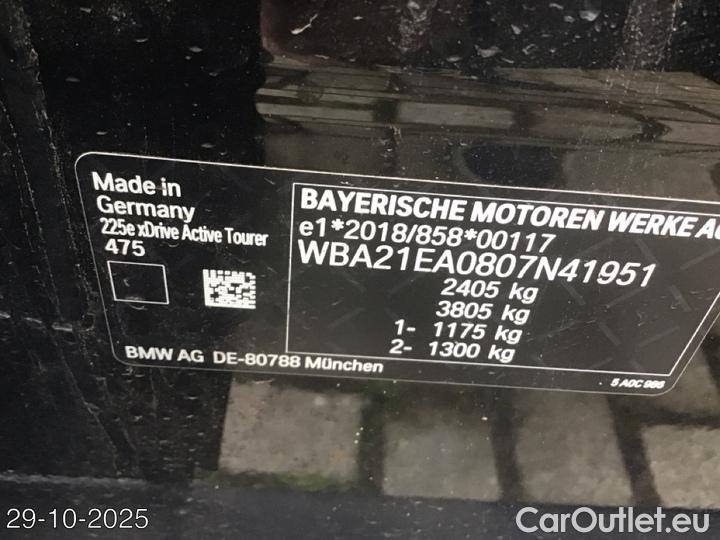 Made in
Germany
225e xDrive Active Tourer
475
BMW AG DE-80788 München
BAYERISCHE MOTOREN WERKE AG
e1*2018/858*00117
WBA21EA0807N41951
2405 kg
3805 kg
1- 1175 kg
2- 1300 kg
5 A0C 986
29-10-2025
CarOutlet.eu